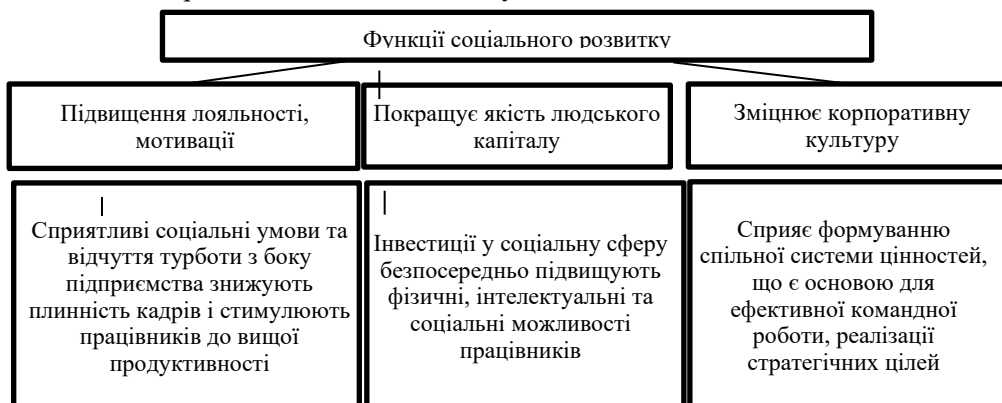 Функції соціального розвитку
Підвищення лояльності,
мотивації
Покращує якість людського
капіталу
Зміцнює корпоративну
культуру
Сприятливі соціальні умови та
відчуття турботи з боку
підприємства знижують
плинність кадрів і стимулюють
працівників до вищої
продуктивності
Інвестиції у соціальну сферу
безпосередньо підвищують
фізичні, інтелектуальні та
соціальні можливості
працівників
Сприяє формуванню
спільної системи цінностей,
що є основою для
ефективної командної
роботи, реалізації
стратегічних цілей